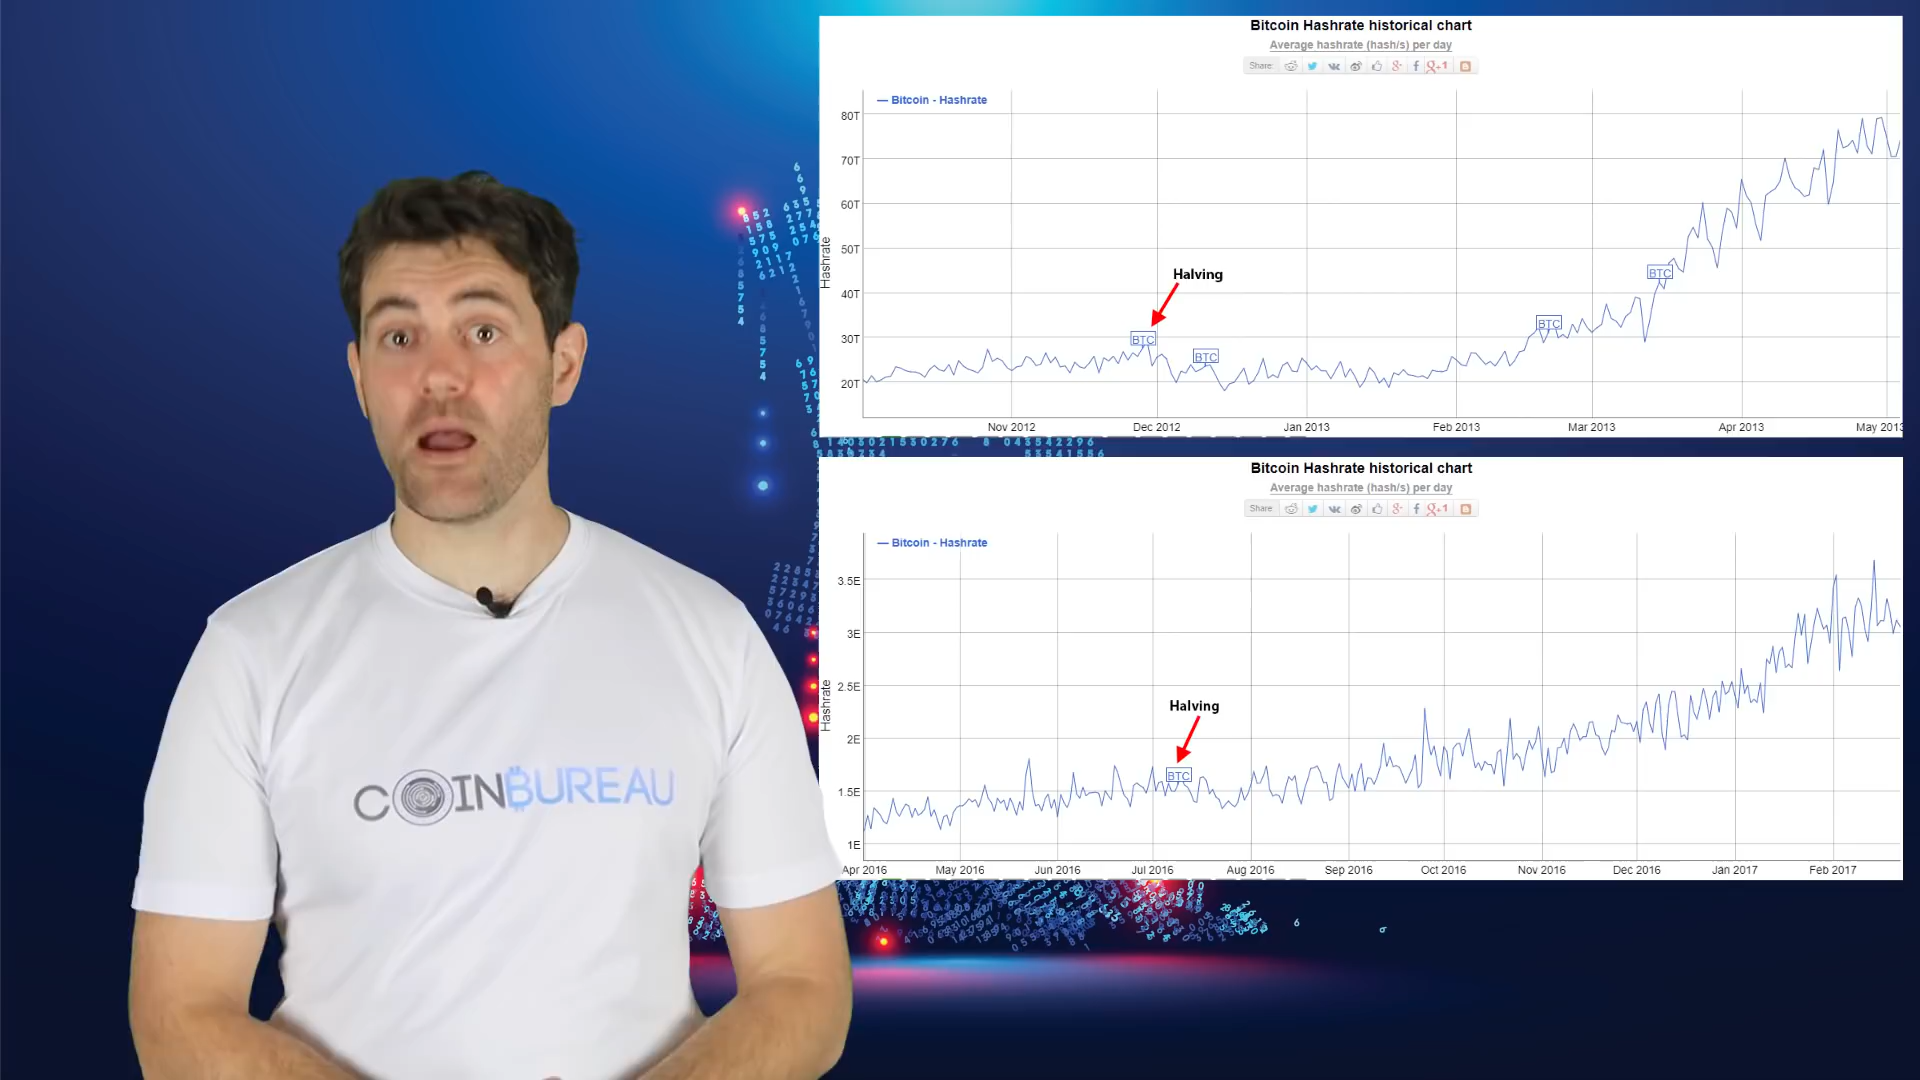 Bitcoin Hashrate historical chart
Average hashrate (hash/s) per day
Share:
— Bitcoin - Hashrate
80T
70T
60T
50T
40T
30T
20T
Hashrate
Halving
BTC
BTC
BTC
BTC
Nov 2012
Dec 2012
Jan 2013
Feb 2013
Mar 2013
Apr 2013
May 2013
Bitcoin Hashrate historical chart
Average hashrate (hash/s) per day
Share:
— Bitcoin - Hashrate
3.5E
3E
2.5E
2E
1.5E
1E
Hashrate
Halving
BTC
Apr 2016
May 2016
Jun 2016
Jul 2016
Aug 2016
Sep 2016
Oct 2016
Nov 2016
Dec 2016
Jan 2017
Feb 2017
COINBUREAU